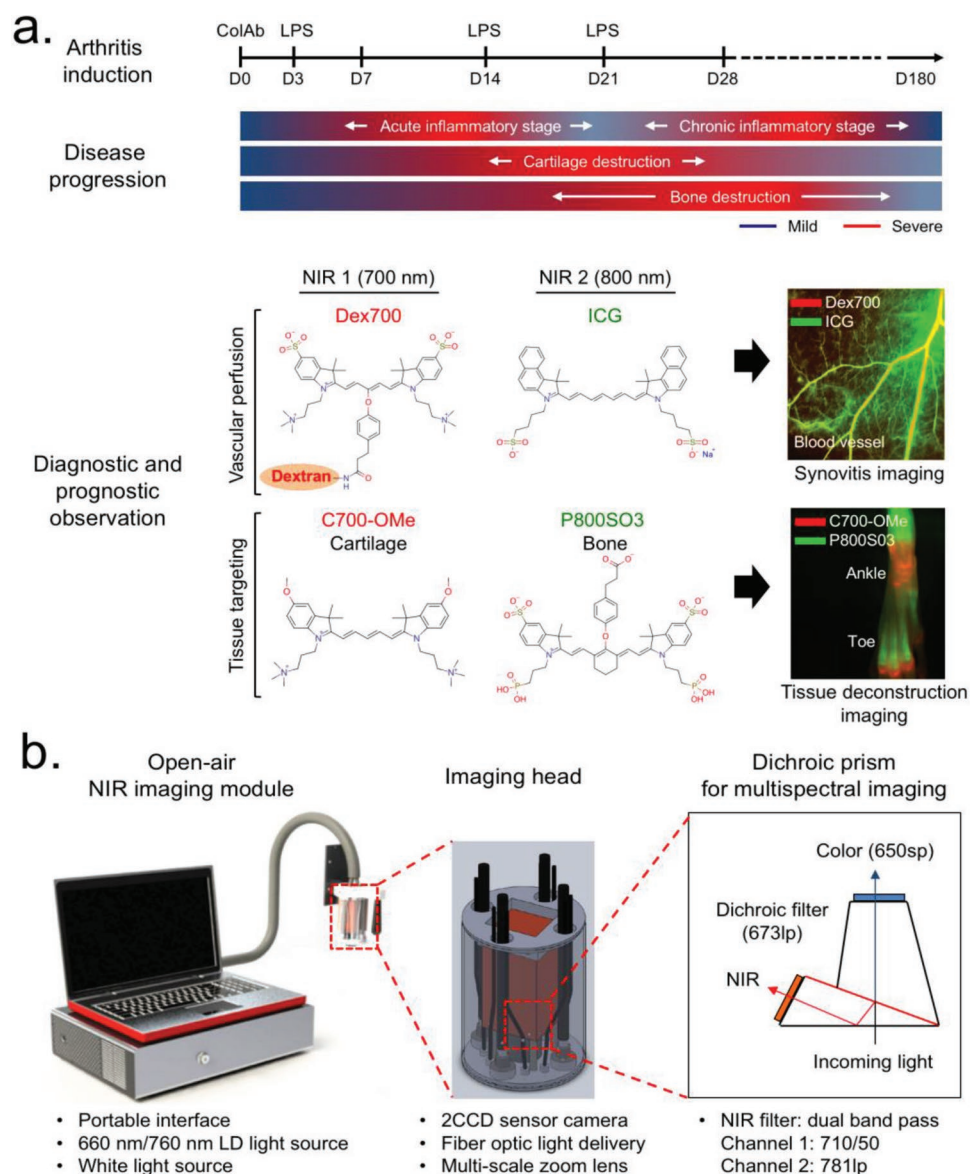 a.
Arthritis
induction
ColAb LPS LPS LPS
D0 D3 D7 D14 D21 D28 D180
Disease
progression
Acute inflammatory stage Chronic inflammatory stage
Cartilage destruction
Bone destruction
Mild Severe
Diagnostic and
prognostic
observation
NIR 1 (700 nm) NIR 2 (800 nm)
Vascular perfusion
Dex700
Dextran
ICG
Dex700
ICG
Blood vessel
Synovitis imaging
Tissue targeting
C700-OMe
Cartilage
P800SO3
Bone
C700-OMe
P800S03
Ankle
Toe
Tissue deconstruction
imaging
b.
Open-air
NIR imaging module
• Portable interface
• 660 nm/760 nm LD light source
• White light source
Imaging head
• 2CCD sensor camera
• Fiber optic light delivery
• Multi-scale zoom lens
Dichroic prism
for multispectral imaging
Color (650sp)
Dichroic filter
(673lp)
NIR
Incoming light
• NIR filter: dual band pass
Channel 1: 710/50
Channel 2: 781lp